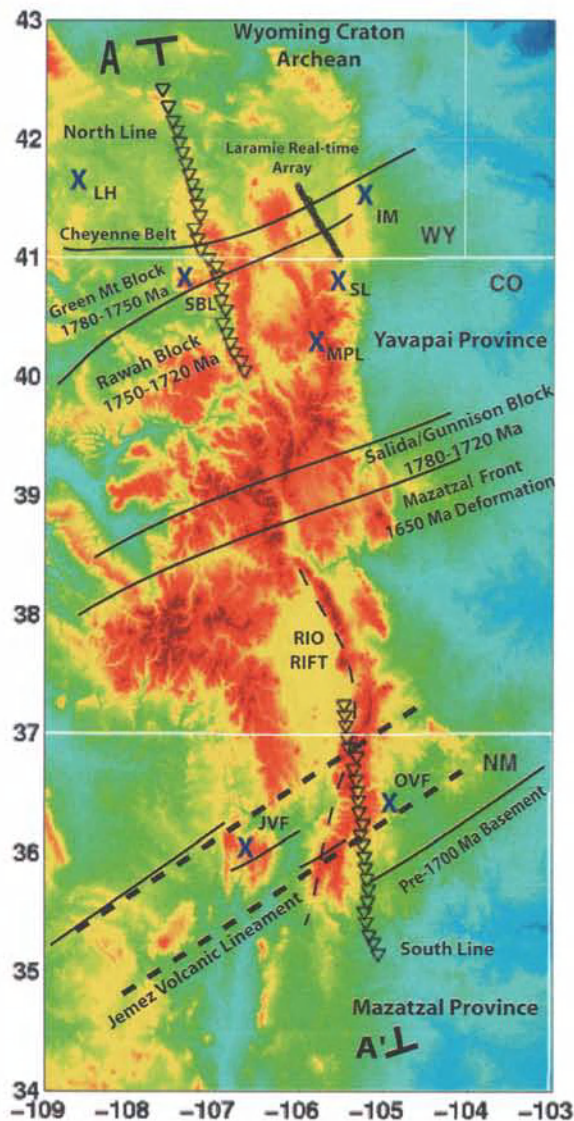 43
A
Wyoming Craton
Archean
42
North Line
Laramie Real-time
Array
X LH
X IM
Cheyenne Belt
WY
41
CO
Green Mt Block
1780-1750 Ma
X
SBL
X
SL
X
MPL
Yavapai Province
Rawah Block
1750-1720 Ma
40
Salida/Gunnison Block
1780-1720 Ma
39
Mazatzal Front
1650 Ma Deformation
38
RIO
RIFT
37
NM
OVF
X
JVF
X
36
Pre-1700 Ma Basement
Jemez Volcanic Lineament
South Line
35
Mazatzal Province
A'
34
-109 -108 -107 -106 -105 -104 -103